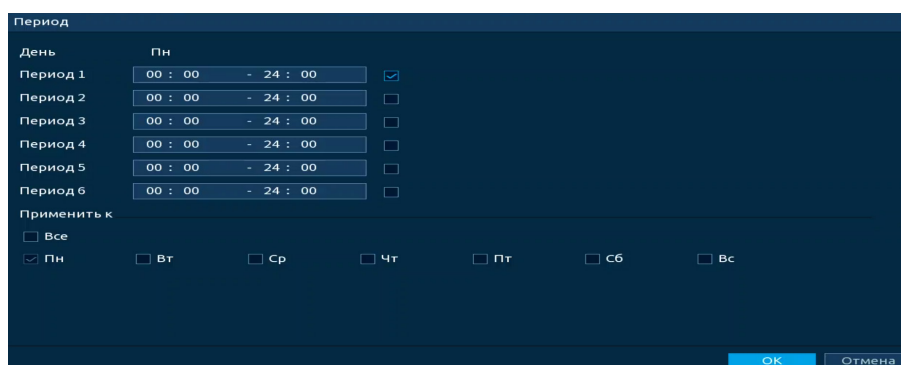 Период
День Пн
Период 1 00 : 00 - 24 : 00
Период 2 00 : 00 - 24 : 00
Период 3 00 : 00 - 24 : 00
Период 4 00 : 00 - 24 : 00
Период 5 00 : 00 - 24 : 00
Период 6 00 : 00 - 24 : 00
Применить к
Все
Пн Вт Ср Чт Пт Сб Вс
OK Отмена